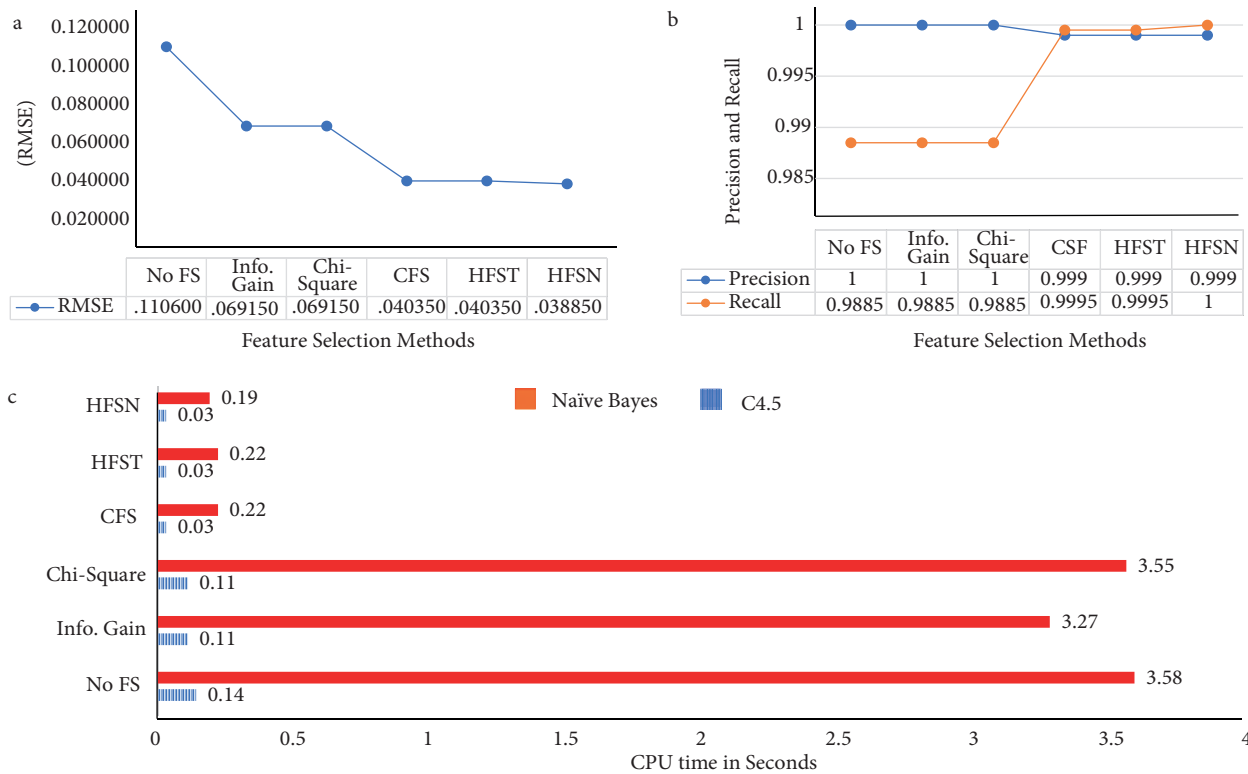 a
0.120000
0.100000
0.080000
0.060000
0.040000
0.020000
(RMSE)
No FS Info. Gain Chi-Square CFS HFST HFSN
RMSE .110600 .069150 .069150 .040350 .040350 .038850
Feature Selection Methods
b
1
0.995
0.99
0.985
Precision and Recall
No FS Info. Gain Chi-Square CSF HFST HFSN
Precision 1 1 1 0.999 0.999 0.999
Recall 0.9885 0.9885 0.9885 0.9995 0.9995 1
Feature Selection Methods
c
Naïve Bayes C4.5
HFSN 0.19
0.03
HFST 0.22
0.03
CFS 0.22
0.03
Chi-Square 3.55
0.11
Info. Gain 3.27
0.11
No FS 3.58
0.14
0 0.5 1 1.5 2 2.5 3 3.5 4
CPU time in Seconds